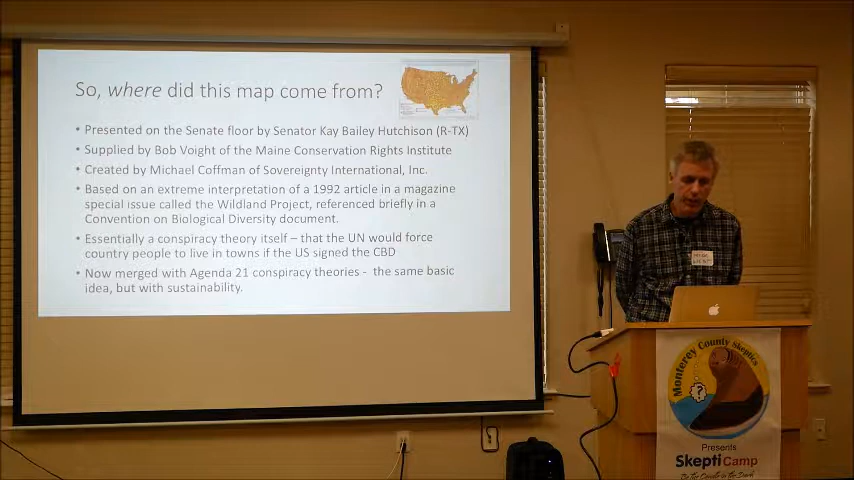 So, where did this map come from?
• Presented on the Senate floor by Senator Kay Bailey Hutchison (R-TX)
• Supplied by Bob Voight of the Maine Conservation Rights Institute
• Created by Michael Coffman of Sovereignty International, Inc.
• Based on an extreme interpretation of a 1992 article in a magazine
special issue called the Wildland Project, referenced briefly in a
Convention on Biological Diversity document.
• Essentially a conspiracy theory itself – that the UN would force
country people to live in towns if the US signed the CBD
• Now merged with Agenda 21 conspiracy theories - the same basic
idea, but with sustainability.
Monterey County Skeptics
?
Presents
SkeptiCamp